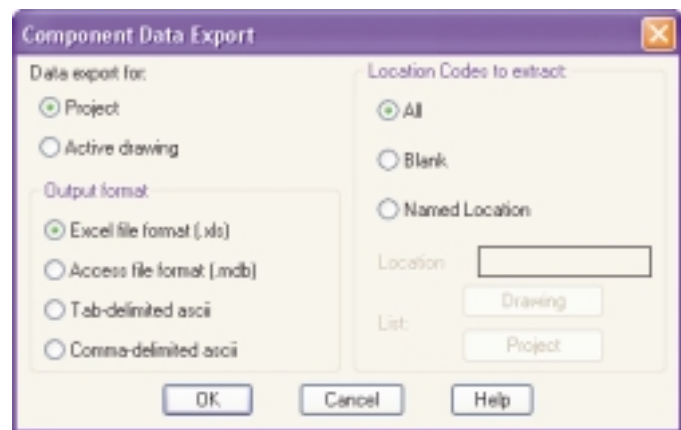 Component Data Export
Data export for:
Project
Active drawing
Output format
Excel file format (.xls)
Access file format (.mdb)
Tab-delimited ascii
Comma-delimited ascii
Location Codes to extract:
All
Blank
Named Location
Location
List:
Drawing
Project
OK
Cancel
Help